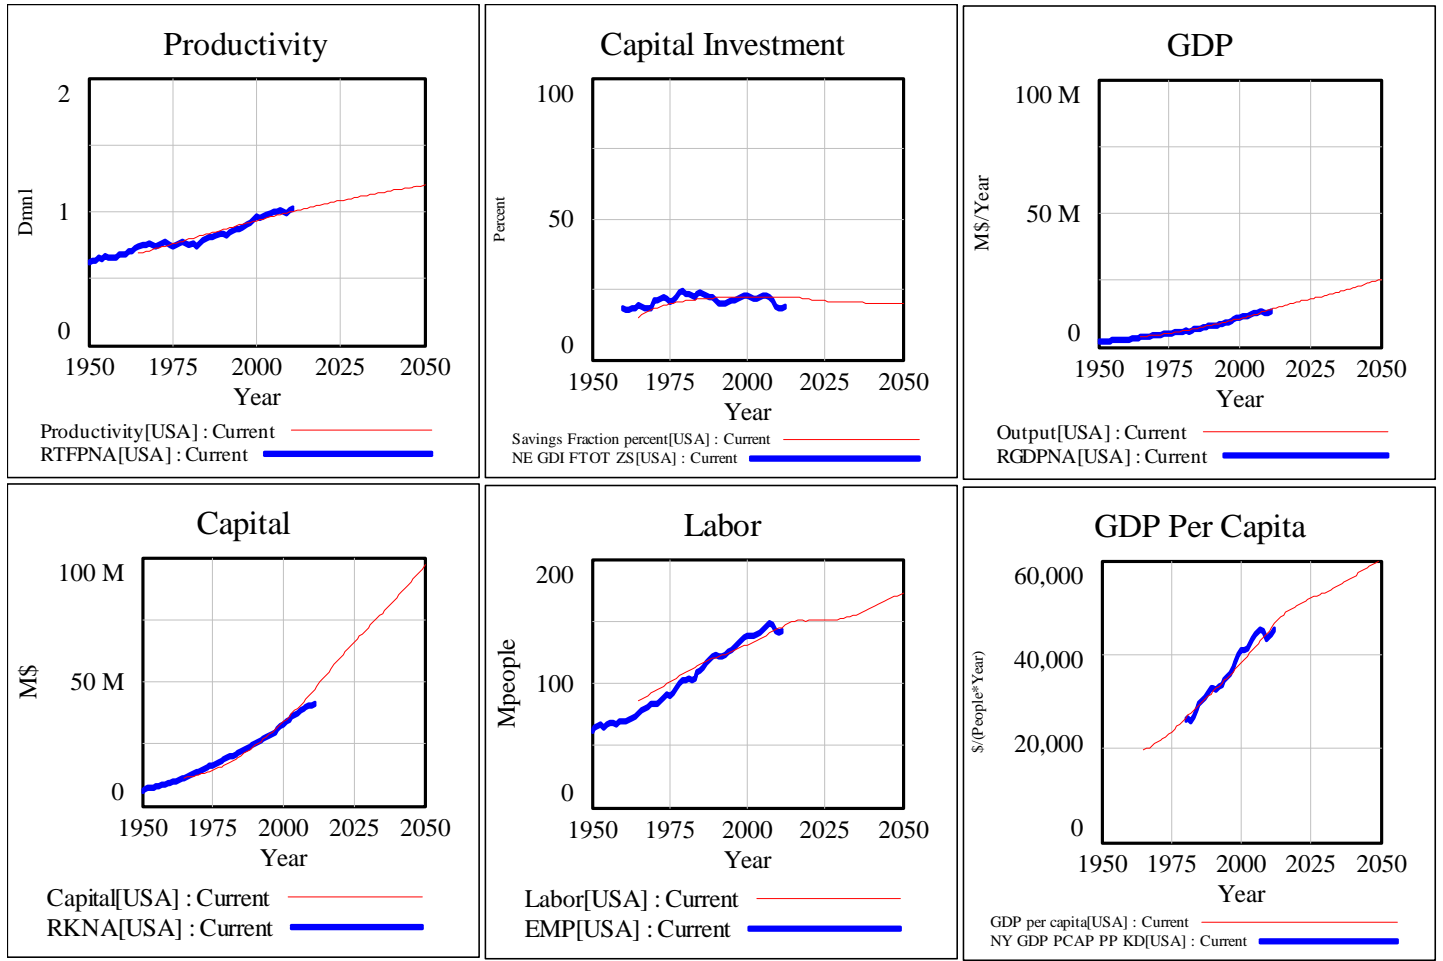 Productivity
2
1
0
Dmnl
1950 1975 2000 2025 2050
Year
Productivity[USA] : Current
RTFPNA[USA] : Current
Capital Investment
100
50
0
Percent
1950 1975 2000 2025 2050
Year
Savings Fraction percent[USA] : Current
NE GDI FTOT ZS[USA] : Current
GDP
100 M
50 M
0
M$/Year
1950 1975 2000 2025 2050
Year
Output[USA] : Current
RGDPNA[USA] : Current
Capital
100 M
50 M
0
M$
1950 1975 2000 2025 2050
Year
Capital[USA] : Current
RKNA[USA] : Current
Labor
200
100
0
Mpeople
1950 1975 2000 2025 2050
Year
Labor[USA] : Current
EMP[USA] : Current
GDP Per Capita
60,000
40,000
20,000
0
$/(People*Year)
1950 1975 2000 2025 2050
Year
GDP per capita[USA] : Current
NY GDP PCAP PP KD[USA] : Current